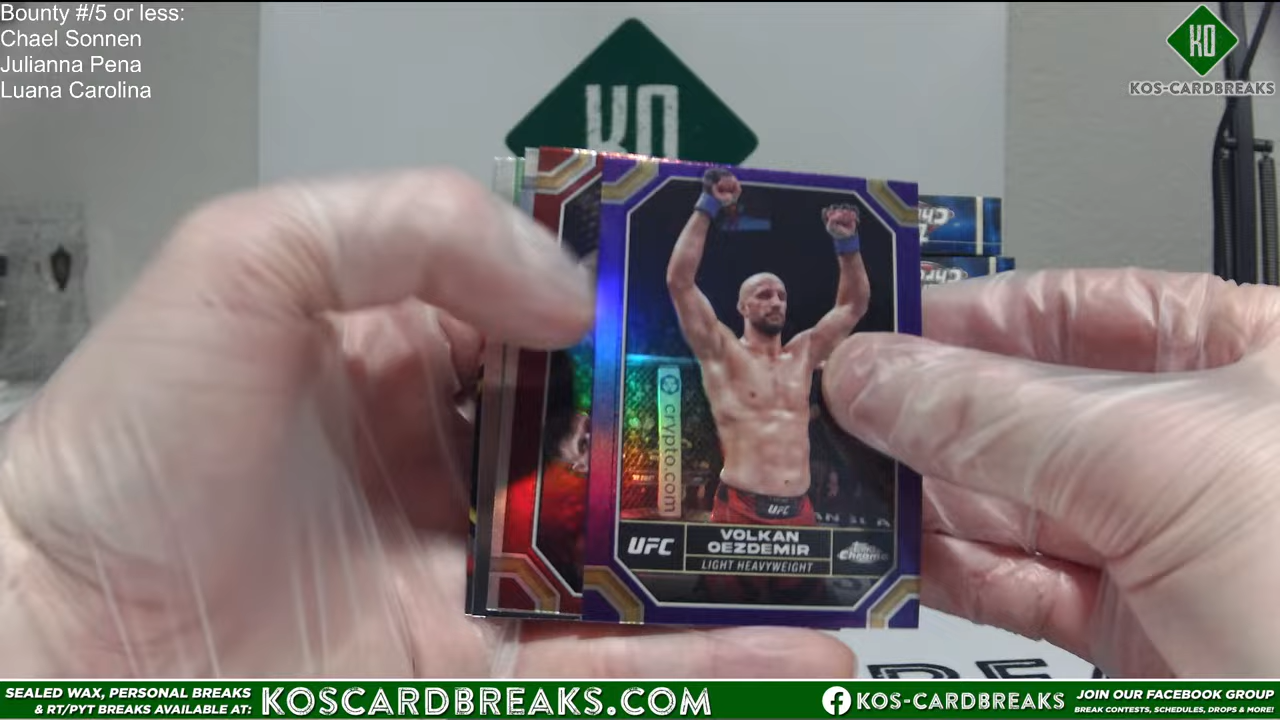 Bounty #/5 or less:
Chael Sonnen
Julianna Pena
Luana Carolina
KO
KOS-CARDBREAKS
KO
crypto.com
UFC
UFC
VOLKAN
OEZDEMIR
LIGHT HEAVYWEIGHT
Chrome
SEALED WAX, PERSONAL BREAKS
& RT/PYT BREAKS AVAILABLE AT:
KOSCARDBREAKS.COM
KOS-CARDBREAKS
JOIN OUR FACEBOOK GROUP
BREAK CONTESTS, SCHEDULES, DROPS & MORE!